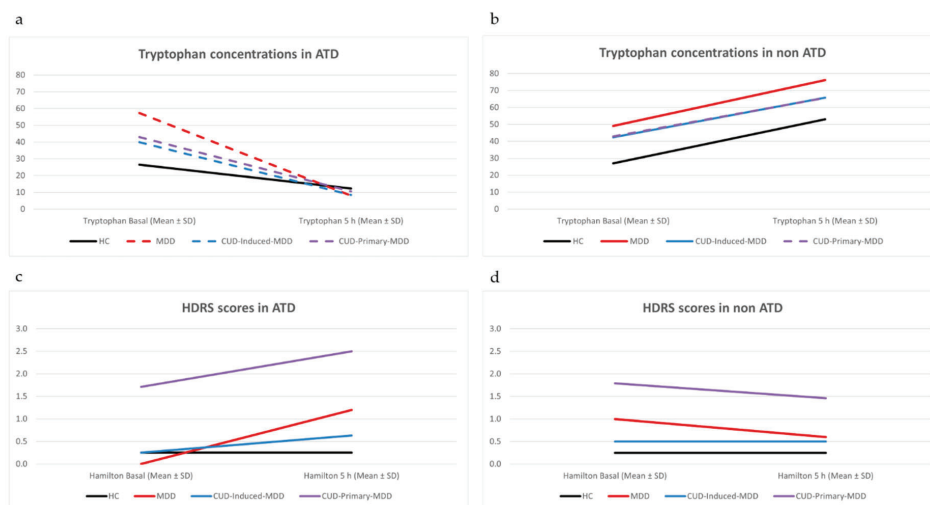 a
Tryptophan concentrations in ATD
80
70
60
50
40
30
20
10
0
Tryptophan Basal (Mean ± SD) Tryptophan 5 h (Mean ± SD)
HC MDD CUD-Induced-MDD CUD-Primary-MDD
b
Tryptophan concentrations in non ATD
80
70
60
50
40
30
20
10
0
Tryptophan Basal (Mean ± SD) Tryptophan 5 h (Mean ± SD)
HC MDD CUD-Induced-MDD CUD-Primary-MDD
c
HDRS scores in ATD
3.0
2.5
2.0
1.5
1.0
0.5
0.0
Hamilton Basal (Mean ± SD) Hamilton 5 h (Mean ± SD)
HC MDD CUD-Induced-MDD CUD-Primary-MDD
d
HDRS scores in non ATD
3.0
2.5
2.0
1.5
1.0
0.5
0.0
Hamilton Basal (Mean ± SD) Hamilton 5 h (Mean ± SD)
HC MDD CUD-Induced-MDD CUD-Primary-MDD